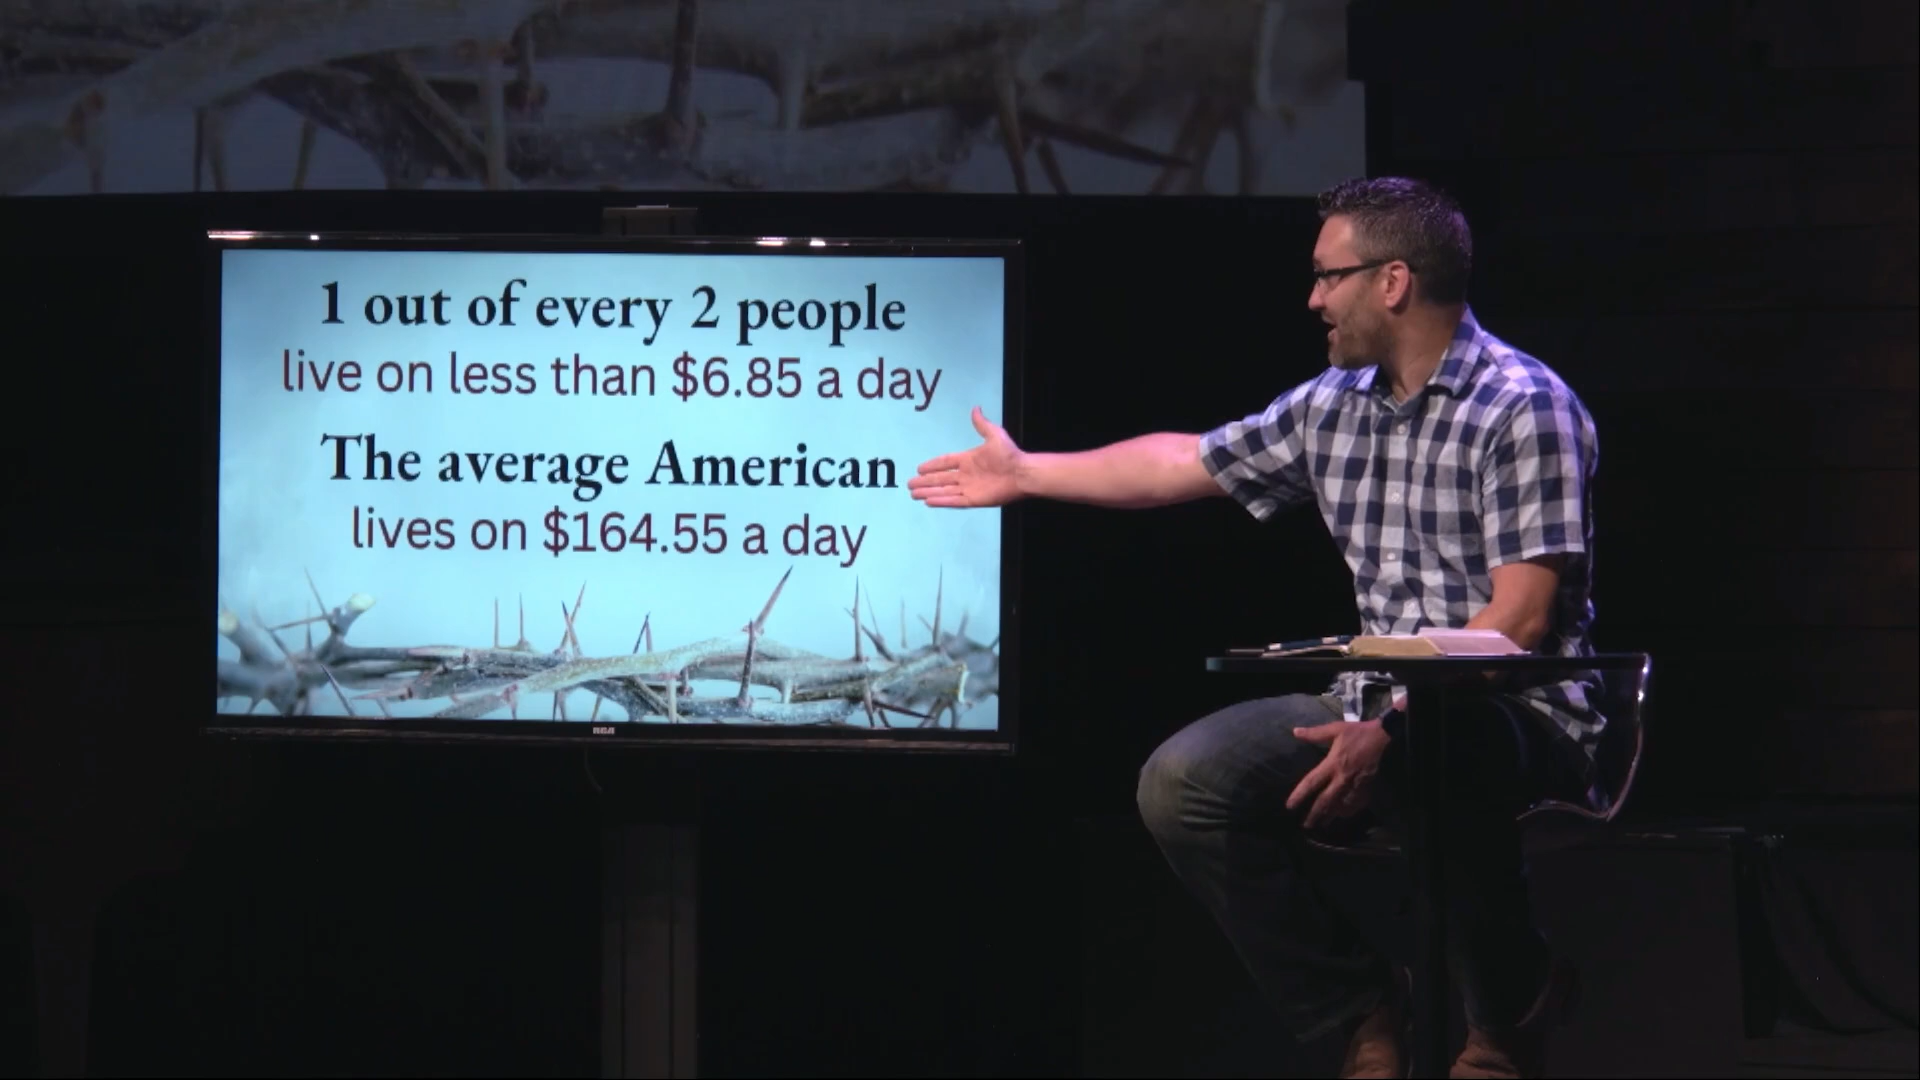 1 out of every 2 people
live on less than $6.85 a day
The average American
lives on $164.55 a day
RCA